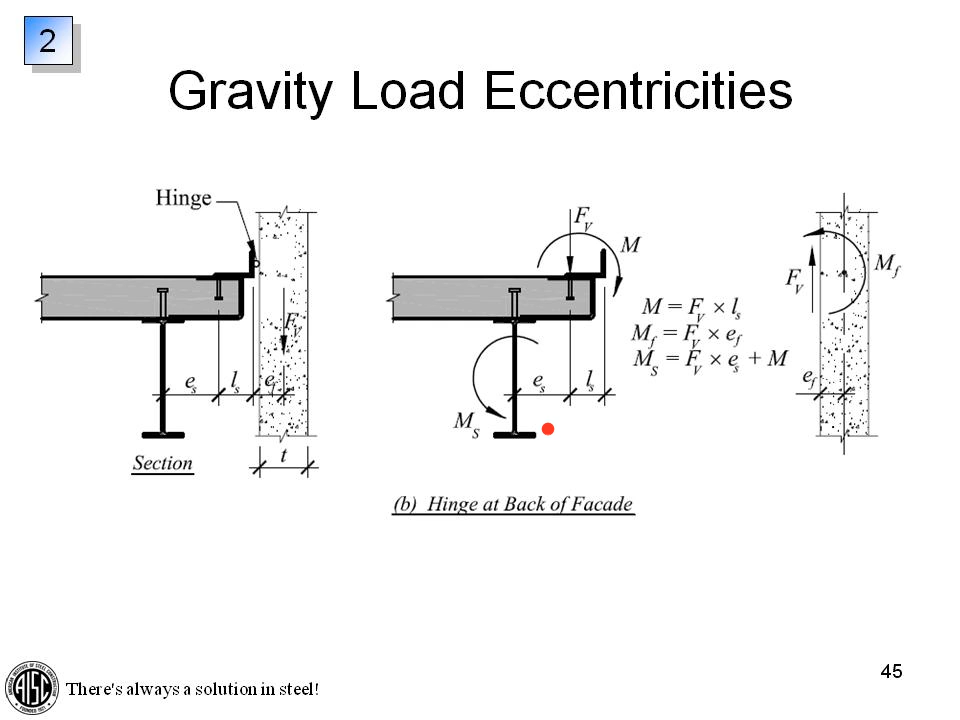 2
Gravity Load Eccentricities
Hinge
F_V
e_s l_s e_f
Section
t
F_V
M
M_S
e_s l_s
M = F_V × l_s
M_f = F_V × e_f
M_S = F_V × e_s + M
F_V
M_f
e_f
(b) Hinge at Back of Facade
AISC
There's always a solution in steel!
45